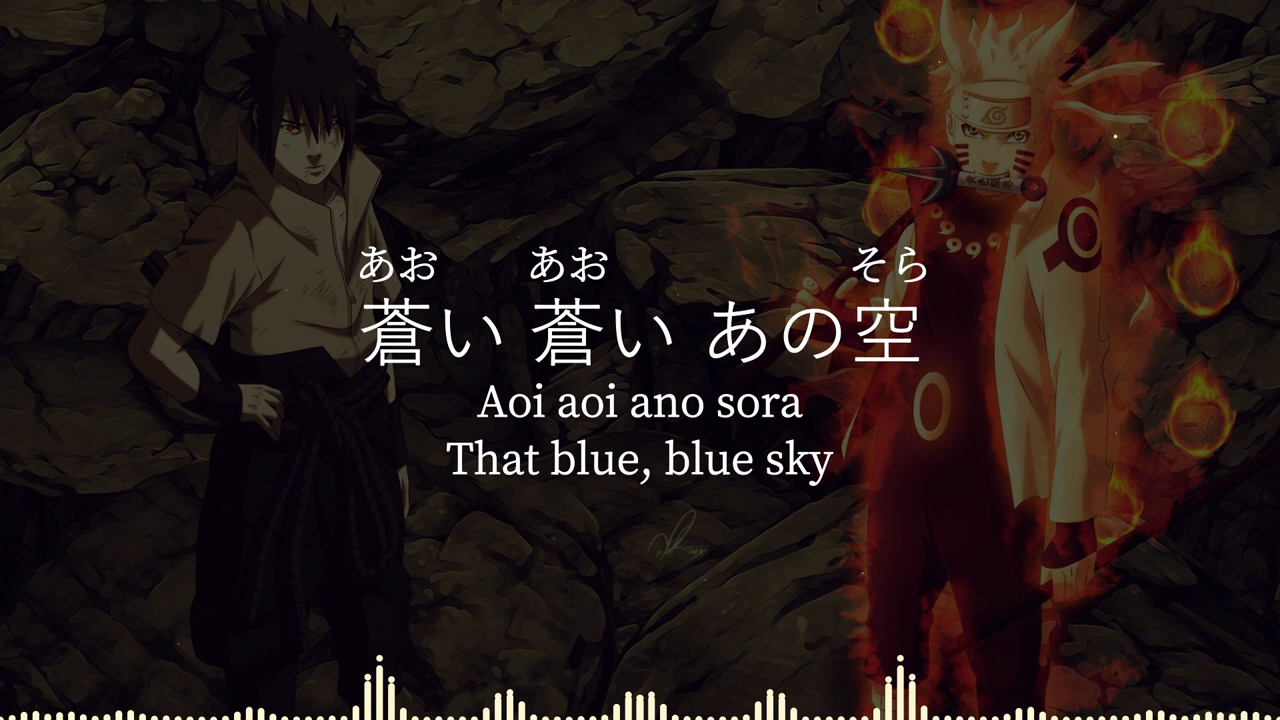 あお あお そら
蒼い 蒼い あの空
Aoi aoi ano sora
That blue, blue sky